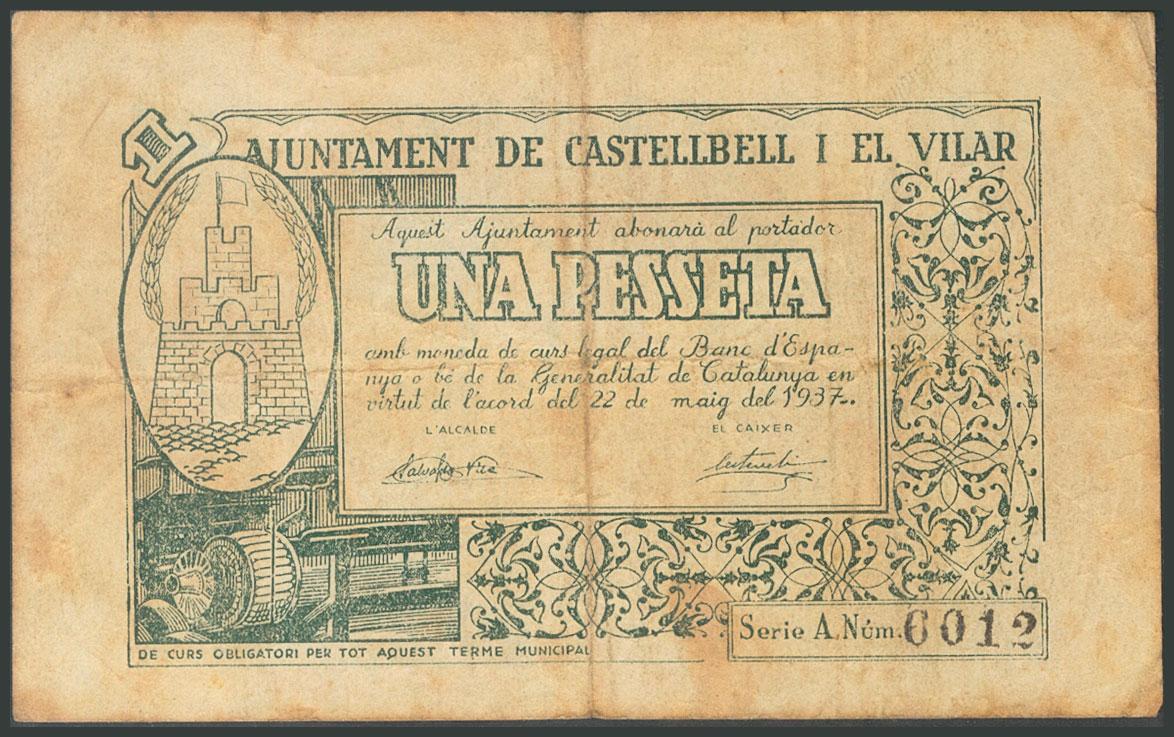 1
AJUNTAMENT DE CASTELLBELL I EL VILAR
Aquest Ajuntament abonarà al portador
UNA PESSETA
amb moneda de curs legal del Banc d'Espa-
nya o bé de la Generalitat de Catalunya en
virtut de l'acord del 22 de maig del 1937-.
L'ALCALDE EL CAIXER
Serie A. Núm. 6012
DE CURS OBLIGATORI PER TOT AQUEST TERME MUNICIPAL